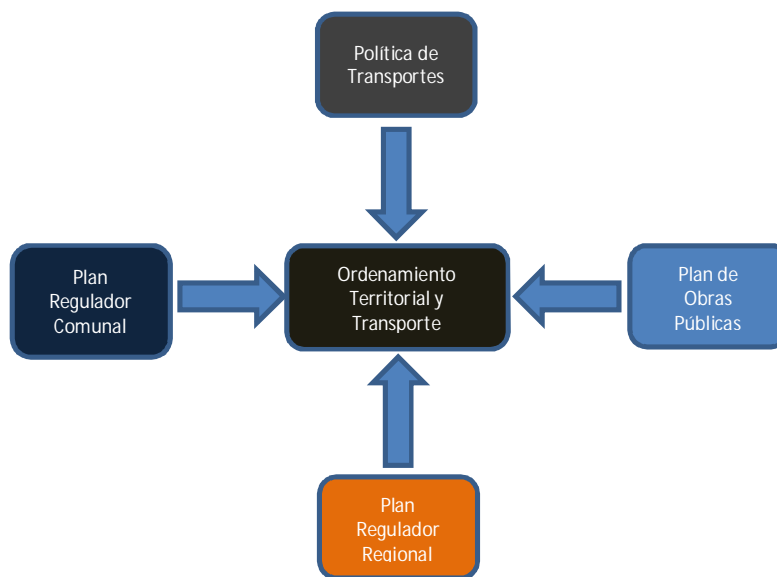 Política de
Transportes
Plan
Regulador
Comunal
Ordenamiento
Territorial y
Transporte
Plan de
Obras
Públicas
Plan
Regulador
Regional